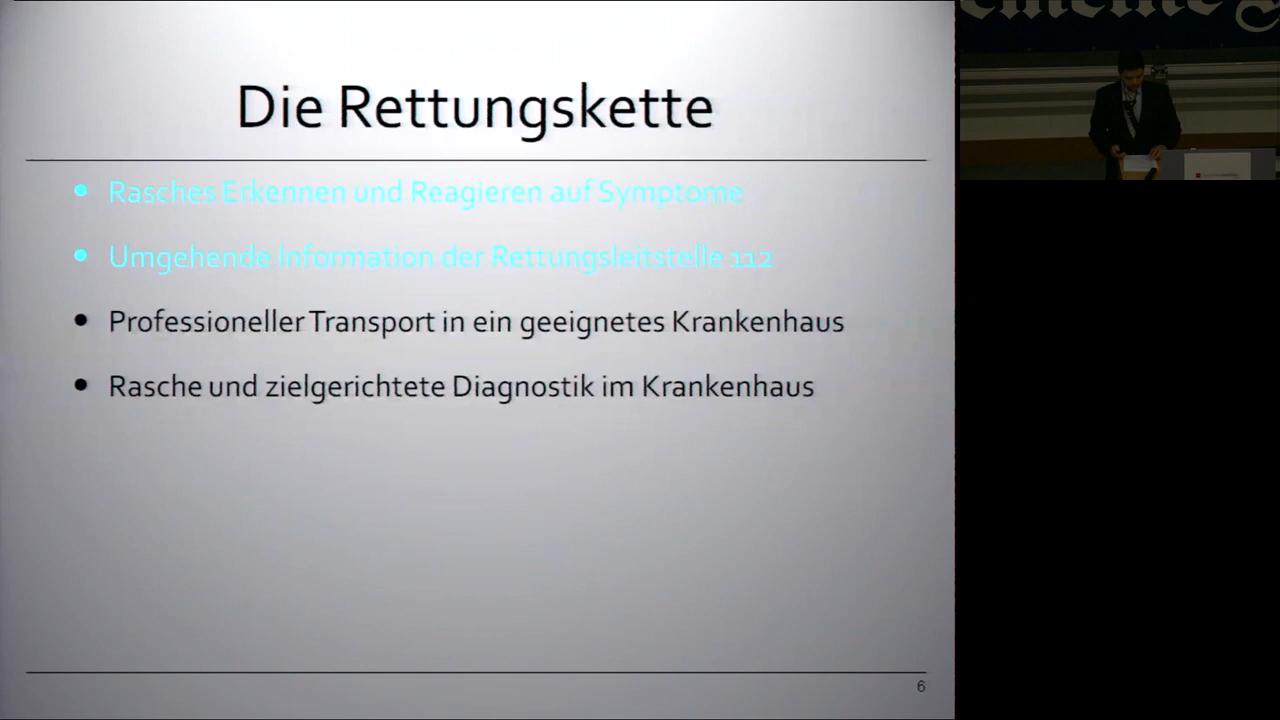 Die Rettungskette
• Rasches Erkennen und Reagieren auf Symptome
• Umgehende Information der Rettungsleitstelle 112
• Professioneller Transport in ein geeignetes Krankenhaus
• Rasche und zielgerichtete Diagnostik im Krankenhaus
6